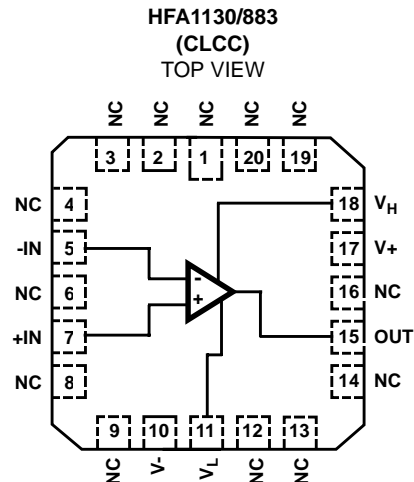 HFA1130/883
(CLCC)
TOP VIEW
NC NC NC NC NC
3 2 1 20 19
NC 4 18 VH
-IN 5 17 V+
-
NC 6 16 NC
+
+IN 7 15 OUT
NC 8 14 NC
9 10 11 12 13
NC V- VL NC NC